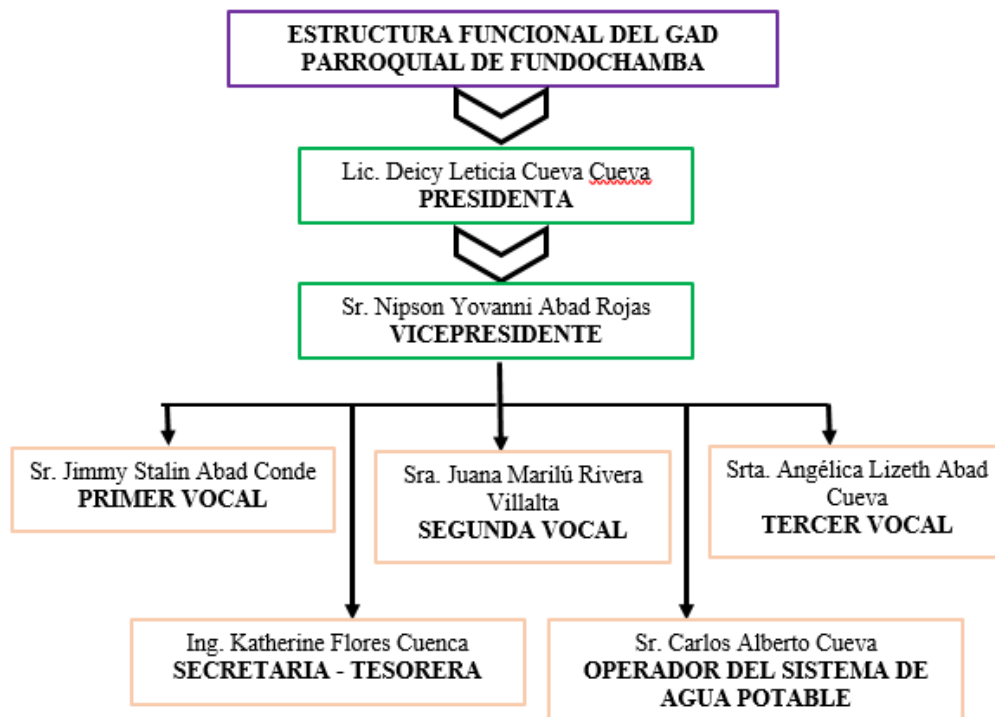 ESTRUCTURA FUNCIONAL DEL GAD
PARROQUIAL DE FUNDOCHAMBA
Lic. Deicy Leticia Cueva Cueva
PRESIDENTA
Sr. Nipson Yovanni Abad Rojas
VICEPRESIDENTE
Sr. Jimmy Stalin Abad Conde
PRIMER VOCAL
Sra. Juana Marilú Rivera
Villalta
SEGUNDA VOCAL
Srta. Angélica Lizeth Abad
Cueva
TERCER VOCAL
Ing. Katherine Flores Cuenca
SECRETARIA - TESORERA
Sr. Carlos Alberto Cueva
OPERADOR DEL SISTEMA DE
AGUA POTABLE